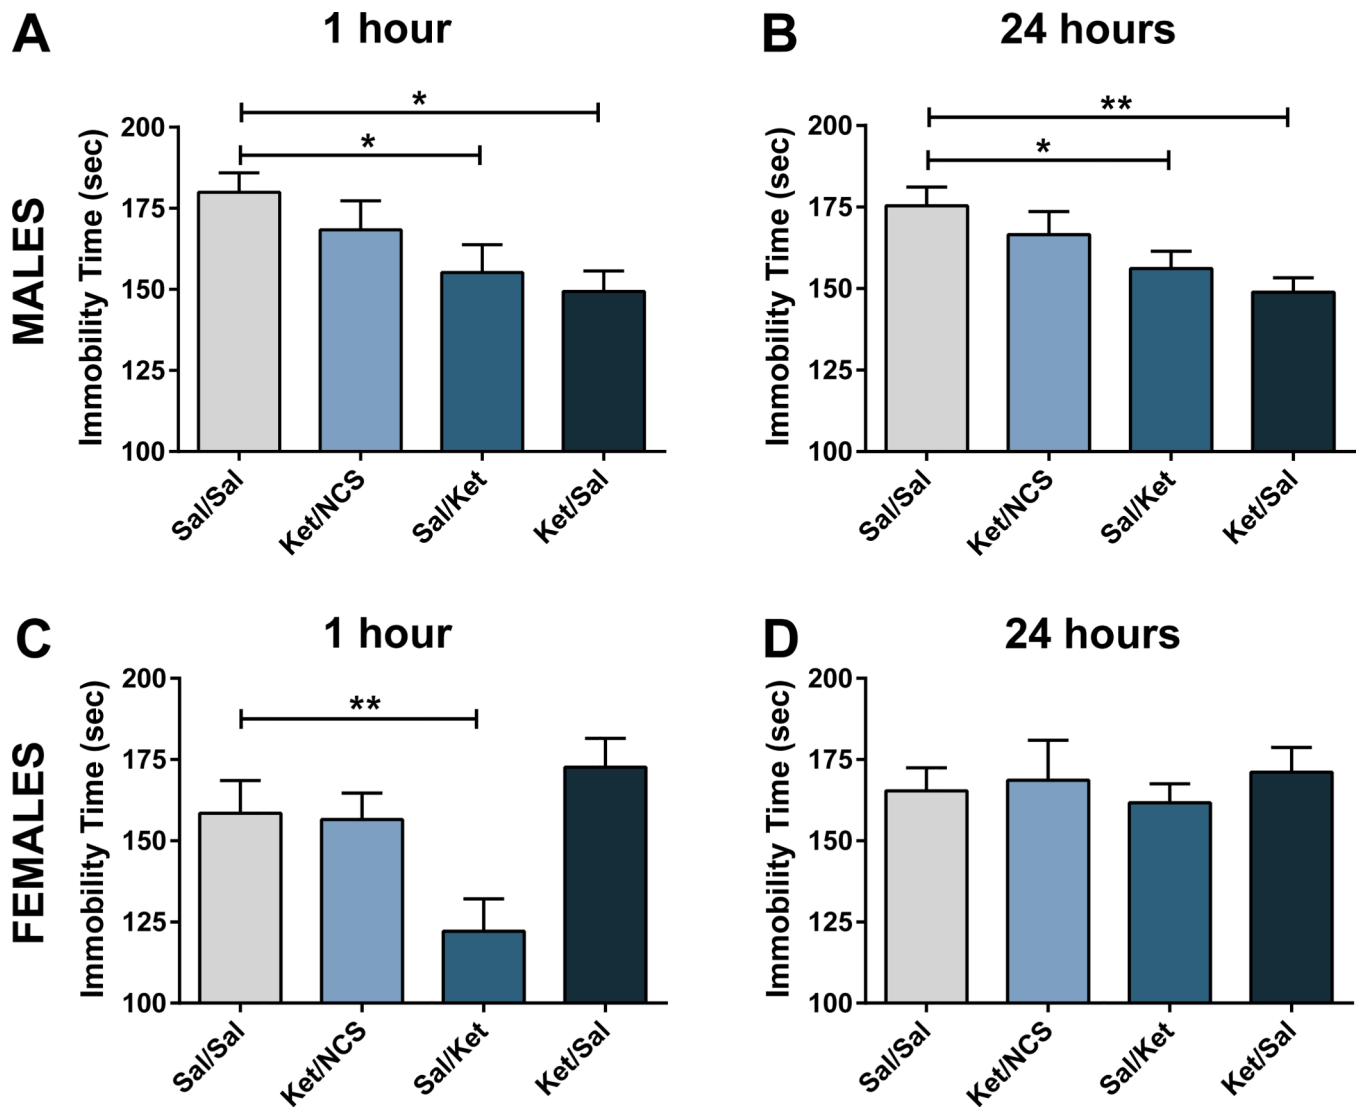 A
1 hour
B
24 hours
MALES
Immobility Time (sec)
200
175
150
125
100
*
*
Sal/Sal
Ket/NCS
Sal/Ket
Ket/Sal
Immobility Time (sec)
200
175
150
125
100
**
*
Sal/Sal
Ket/NCS
Sal/Ket
Ket/Sal
C
1 hour
D
24 hours
FEMALES
Immobility Time (sec)
200
175
150
125
100
**
Sal/Sal
Ket/NCS
Sal/Ket
Ket/Sal
Immobility Time (sec)
200
175
150
125
100
Sal/Sal
Ket/NCS
Sal/Ket
Ket/Sal